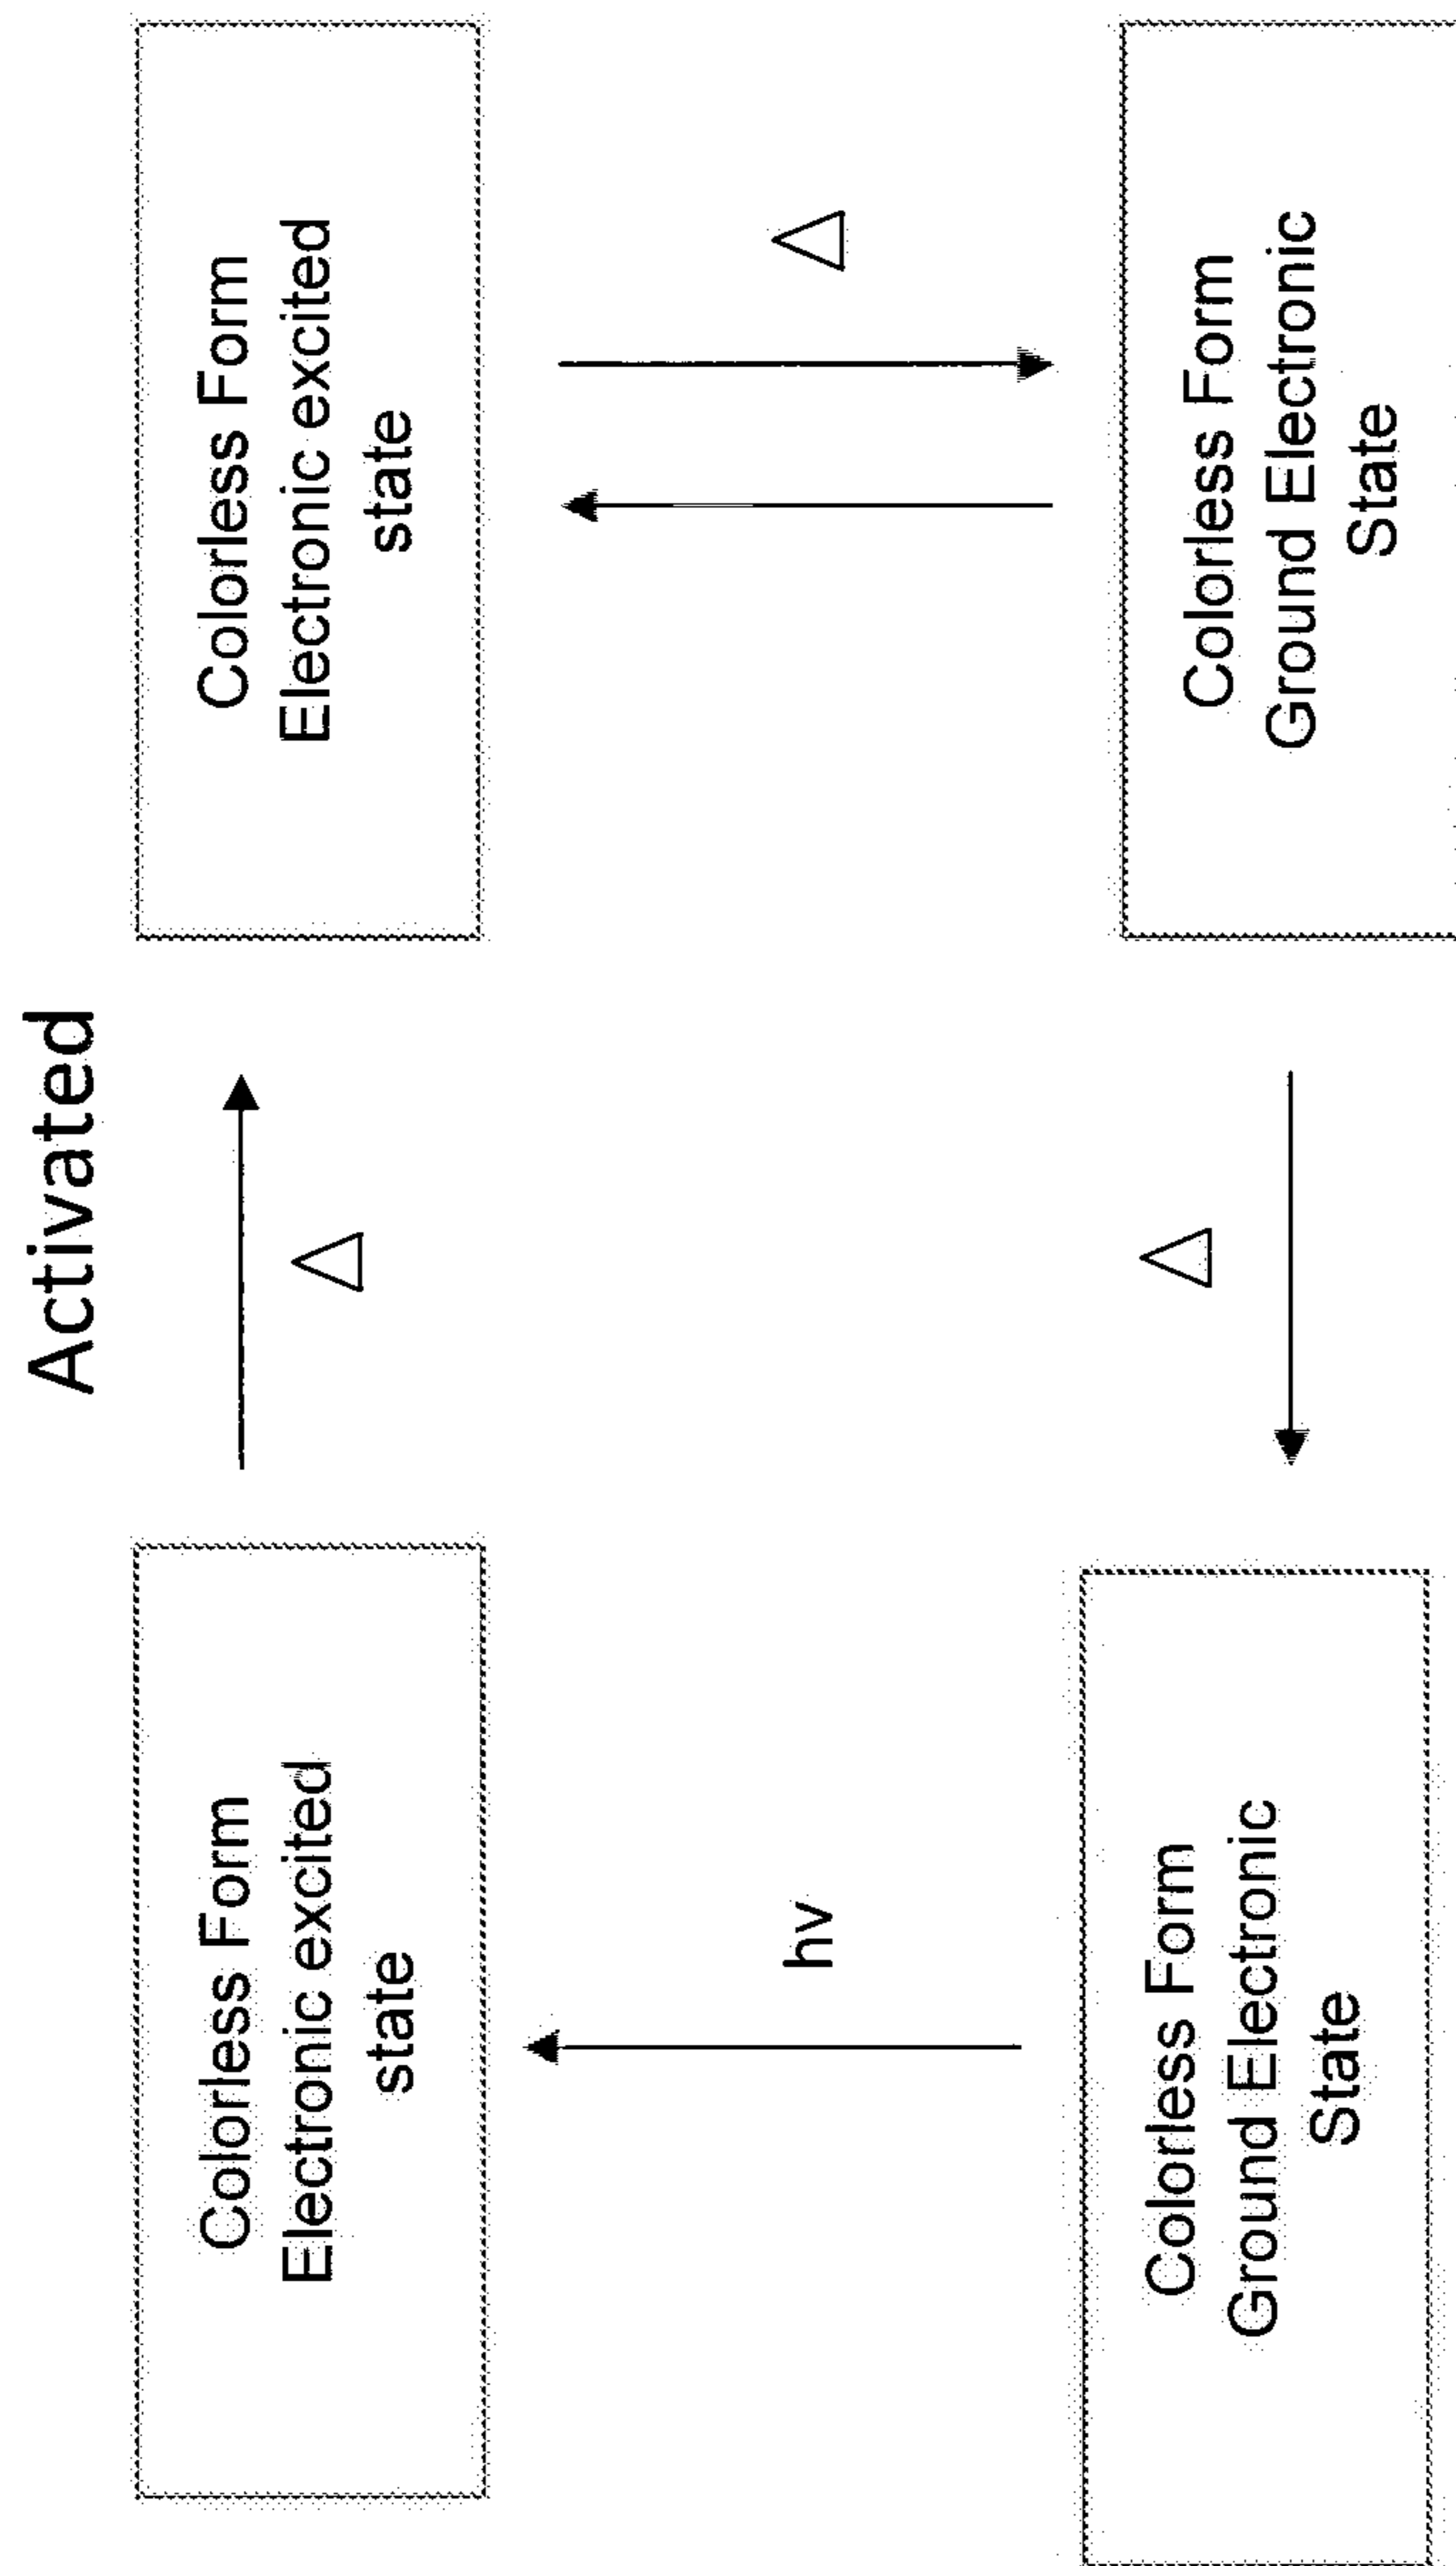 Activated
Colorless Form
Electronic excited
state
Δ
Colorless Form
Electronic excited
state
hv
Δ
Colorless Form
Ground Electronic
State
Δ
Colorless Form
Ground Electronic
State